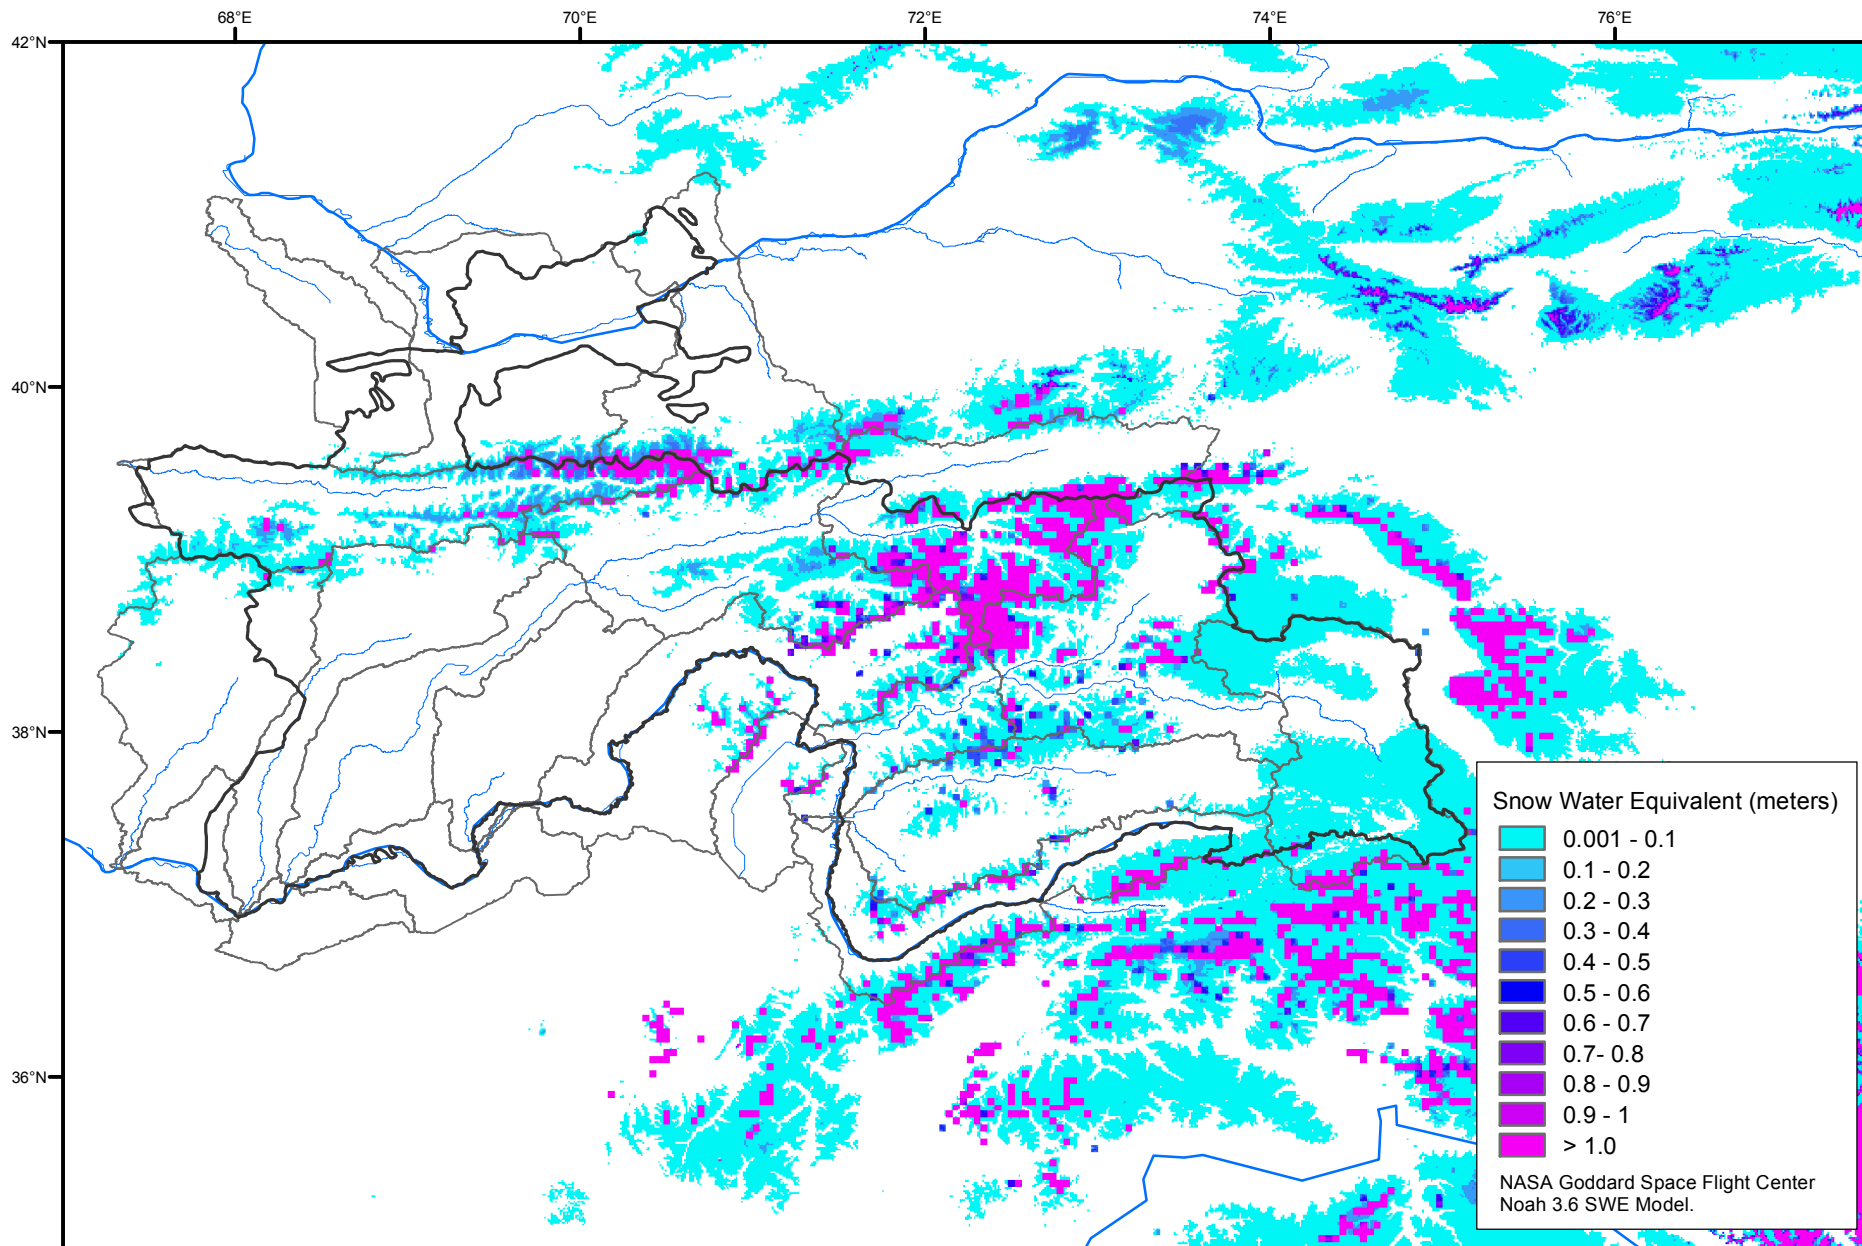 68°E 70°E 72°E 74°E 76°E
42°N
40°N
38°N
36°N
Snow Water Equivalent (meters)
0.001 - 0.1
0.1 - 0.2
0.2 - 0.3
0.3 - 0.4
0.4 - 0.5
0.5 - 0.6
0.6 - 0.7
0.7- 0.8
0.8 - 0.9
0.9 - 1
> 1.0
NASA Goddard Space Flight Center
Noah 3.6 SWE Model.